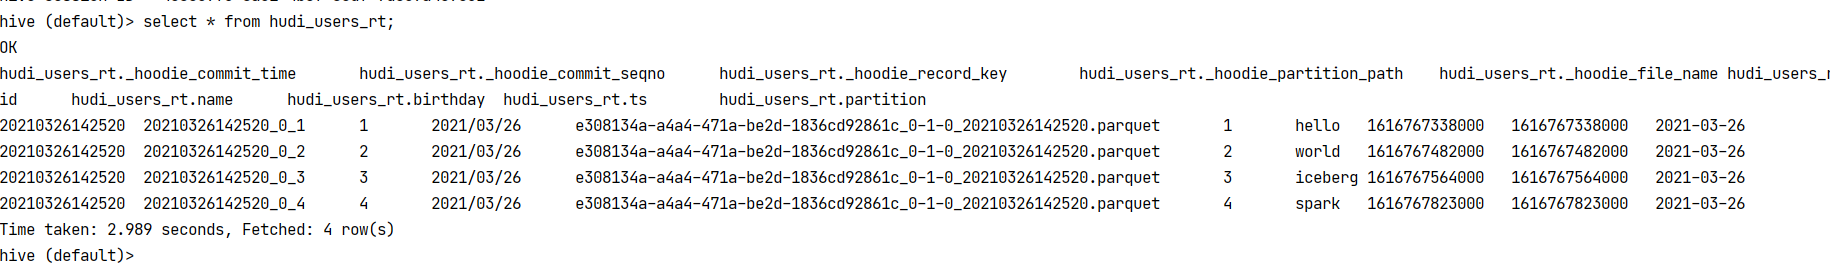 hive (default)> select * from hudi_users_rt;
OK
hudi_users_rt._hoodie_commit_time hudi_users_rt._hoodie_commit_seqno hudi_users_rt._hoodie_record_key hudi_users_rt._hoodie_partition_path hudi_users_rt._hoodie_file_name hudi_users_r
id hudi_users_rt.name hudi_users_rt.birthday hudi_users_rt.ts hudi_users_rt.partition
20210326142520 20210326142520_0_1 1 2021/03/26 e308134a-a4a4-471a-be2d-1836cd92861c_0-1-0_20210326142520.parquet 1 hello 1616767338000 1616767338000 2021-03-26
20210326142520 20210326142520_0_2 2 2021/03/26 e308134a-a4a4-471a-be2d-1836cd92861c_0-1-0_20210326142520.parquet 2 world 1616767482000 1616767482000 2021-03-26
20210326142520 20210326142520_0_3 3 2021/03/26 e308134a-a4a4-471a-be2d-1836cd92861c_0-1-0_20210326142520.parquet 3 iceberg 1616767564000 1616767564000 2021-03-26
20210326142520 20210326142520_0_4 4 2021/03/26 e308134a-a4a4-471a-be2d-1836cd92861c_0-1-0_20210326142520.parquet 4 spark 1616767823000 1616767823000 2021-03-26
Time taken: 2.989 seconds, Fetched: 4 row(s)
hive (default)>